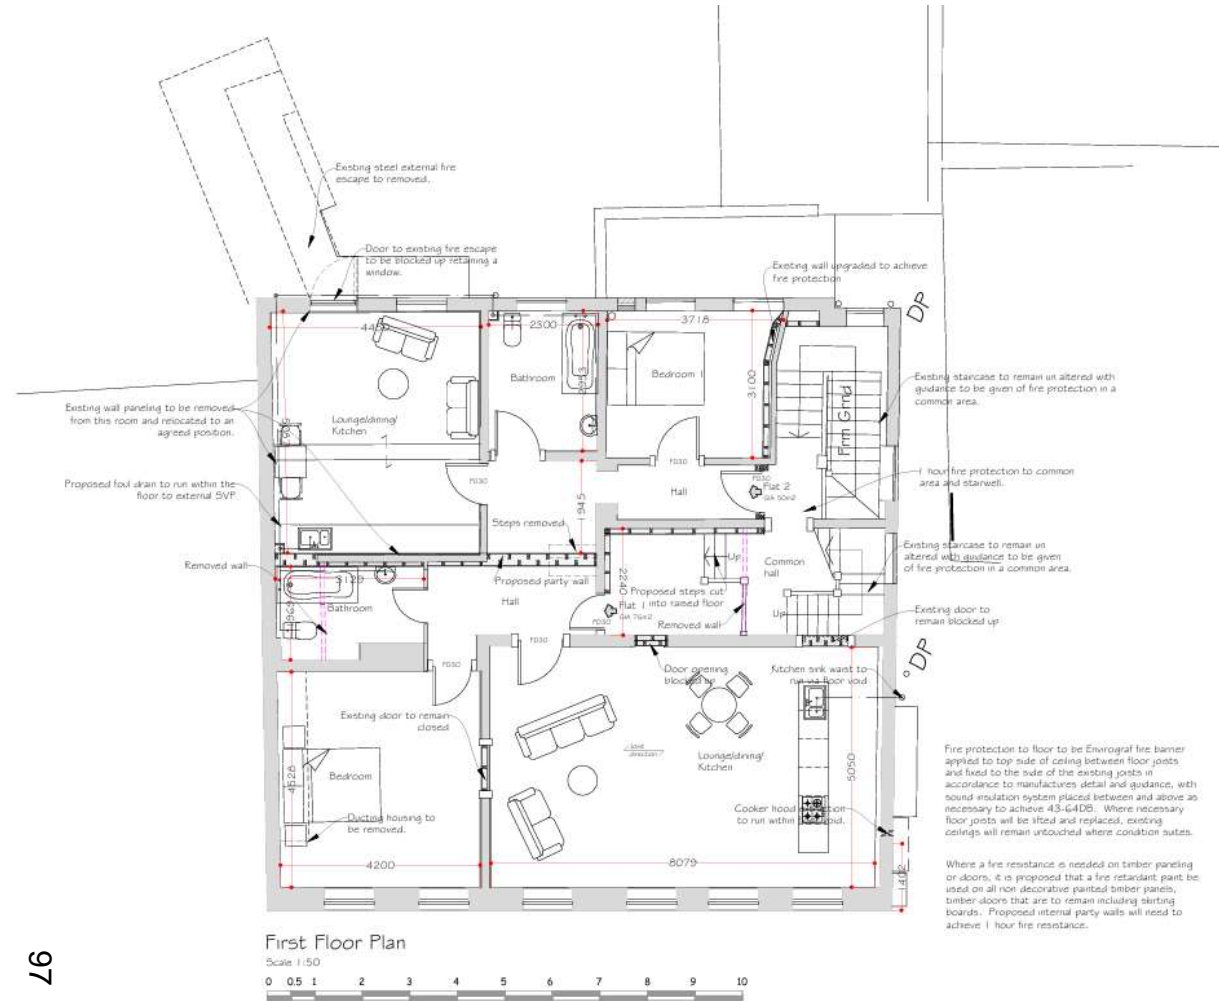 Existing steel external fire
escape to removed.
Door to existing fire escape
to be blocked up retaining a
window.
Existing wall upgraded to achieve
fire protection
DP
2300
3718
Bathroom
Bedroom 1
3100
Existing staircase to remain un altered with
guidance to be given of fire protection in a
common area.
Frm Grnd
Existing wall paneling to be removed
from this room and relocated to an
agreed position.
Lounge/dining/
Kitchen
FD30
FD30
FD30
Hall
Flat 2
GIA 50m2
1 hour fire protection to common
area and stairwell.
Proposed foul drain to run within the
floor to external SVP.
1945
Steps removed
Removed wall
Proposed party wall
Up
Common
hall
Existing staircase to remain un
altered with guidance to be given
of fire protection in a common area.
3129
1969
Bathroom
Hall
2240
Proposed steps cut
into raised floor
Flat 1
GIA 76m2
FD30
Removed wall
Up
Existing door to
remain blocked up
FD30
FD30
Door opening
blocked up
Kitchen sink waist to
run via floor void
DP
Existing door to remain
closed
Joist
direction
Lounge/dining/
Kitchen
5050
4528
Bedroom
Ducting housing to
be removed.
Cooker hood
to run within
4200
8079
1402
Fire protection to floor to be Envirograf fire barrier
applied to top side of ceiling between floor joists
and fixed to the side of the existing joists in
accordance to manufactures detail and guidance, with
sound insulation system placed between and above as
necessary to achieve 43-64DB. Where necessary
floor joists will be lifted and replaced, existing
ceilings will remain untouched where condition suites.
Where a fire resistance is needed on timber paneling
or doors, it is proposed that a fire retardant paint be
used on all non decorative painted timber panels,
timber doors that are to remain including skirting
boards. Proposed internal party walls will need to
achieve 1 hour fire resistance.
First Floor Plan
Scale 1:50
0 0.5 1 2 3 4 5 6 7 8 9 10
97